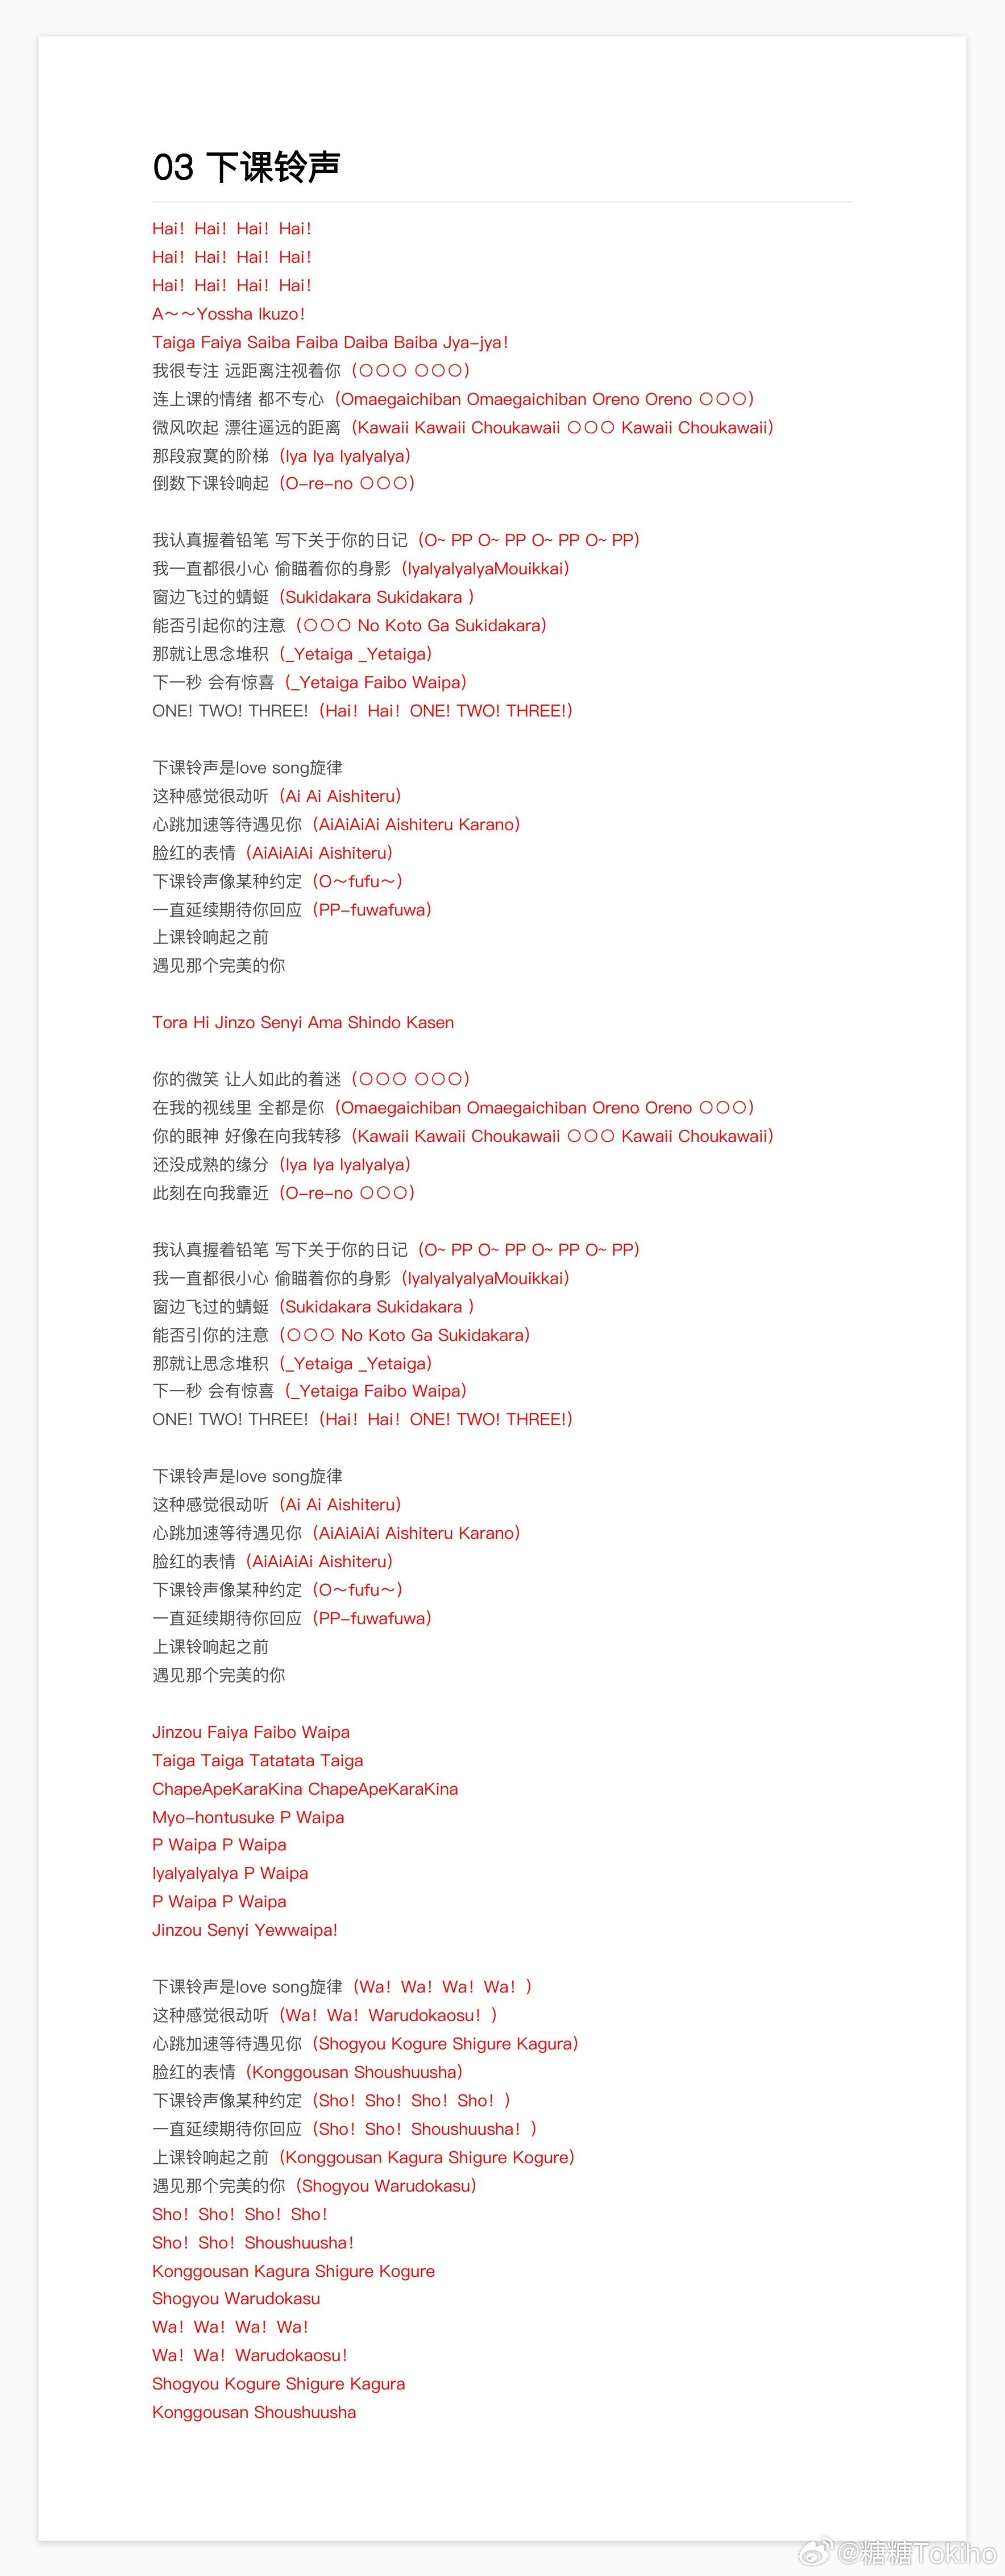 03 下课铃声
Hai！Hai！Hai！Hai！
Hai！Hai！Hai！Hai！
Hai！Hai！Hai！Hai！
A～～Yossha Ikuzo！
Taiga Faiya Saiba Faiba Daiba Baiba Jya-jya！
我很专注 远距离注视着你（〇〇〇 〇〇〇）
连上课的情绪 都不专心（Omaegaichiban Omaegaichiban Oreno Oreno 〇〇〇）
微风吹起 漂往遥远的距离（Kawaii Kawaii Choukawaii 〇〇〇 Kawaii Choukawaii）
那段寂寞的阶梯（Iya Iya IyaIyaIya）
倒数下课铃响起（O-re-no 〇〇〇）
我认真握着铅笔 写下关于你的日记（O~ PP O~ PP O~ PP O~ PP）
我一直都很小心 偷瞄着你的身影（IyaIyaIyaIyaMouikkai）
窗边飞过的蜻蜓（Sukidakara Sukidakara ）
能否引起你的注意（〇〇〇 No Koto Ga Sukidakara）
那就让思念堆积（_Yetaiga _Yetaiga）
下一秒 会有惊喜（_Yetaiga Faibo Waipa）
ONE! TWO! THREE!（Hai！Hai！ONE! TWO! THREE!）
下课铃声是love song旋律
这种感觉很动听（Ai Ai Aishiteru）
心跳加速等待遇见你（AiAiAiAi Aishiteru Karano）
脸红的表情（AiAiAiAi Aishiteru）
下课铃声像某种约定（O～fufu～）
一直延续期待你回应（PP-fuwafuwa）
上课铃响起之前
遇见那个完美的你
Tora Hi Jinzo Senyi Ama Shindo Kasen
你的微笑 让人如此的着迷（〇〇〇 〇〇〇）
在我的视线里 全都是你（Omaegaichiban Omaegaichiban Oreno Oreno 〇〇〇）
你的眼神 好像在向我转移（Kawaii Kawaii Choukawaii 〇〇〇 Kawaii Choukawaii）
还没成熟的缘分（Iya Iya IyaIyaIya）
此刻在向我靠近（O-re-no 〇〇〇）
我认真握着铅笔 写下关于你的日记（O~ PP O~ PP O~ PP O~ PP）
我一直都很小心 偷瞄着你的身影（IyaIyaIyaIyaMouikkai）
窗边飞过的蜻蜓（Sukidakara Sukidakara ）
能否引你的注意（〇〇〇 No Koto Ga Sukidakara）
那就让思念堆积（_Yetaiga _Yetaiga）
下一秒 会有惊喜（_Yetaiga Faibo Waipa）
ONE! TWO! THREE!（Hai！Hai！ONE! TWO! THREE!）
下课铃声是love song旋律
这种感觉很动听（Ai Ai Aishiteru）
心跳加速等待遇见你（AiAiAiAi Aishiteru Karano）
脸红的表情（AiAiAiAi Aishiteru）
下课铃声像某种约定（O～fufu～）
一直延续期待你回应（PP-fuwafuwa）
上课铃响起之前
遇见那个完美的你
Jinzou Faiya Faibo Waipa
Taiga Taiga Tatatata Taiga
ChapeApeKaraKina ChapeApeKaraKina
Myo-hontusuke P Waipa
P Waipa P Waipa
IyaIyaIyaIya P Waipa
P Waipa P Waipa
Jinzou Senyi Yewwaipa!
下课铃声是love song旋律（Wa！Wa！Wa！Wa！）
这种感觉很动听（Wa！Wa！Warudokaosu！）
心跳加速等待遇见你（Shogyou Kogure Shigure Kagura）
脸红的表情（Konggousan Shoushuusha）
下课铃声像某种约定（Sho！Sho！Sho！Sho！）
一直延续期待你回应（Sho！Sho！Shoushuusha！）
上课铃响起之前（Konggousan Kagura Shigure Kogure）
遇见那个完美的你（Shogyou Warudokasu）
Sho！Sho！Sho！Sho！
Sho！Sho！Shoushuusha！
Konggousan Kagura Shigure Kogure
Shogyou Warudokasu
Wa！Wa！Wa！Wa！
Wa！Wa！Warudokaosu！
Shogyou Kogure Shigure Kagura
Konggousan Shoushuusha
@糖糖Tokiho